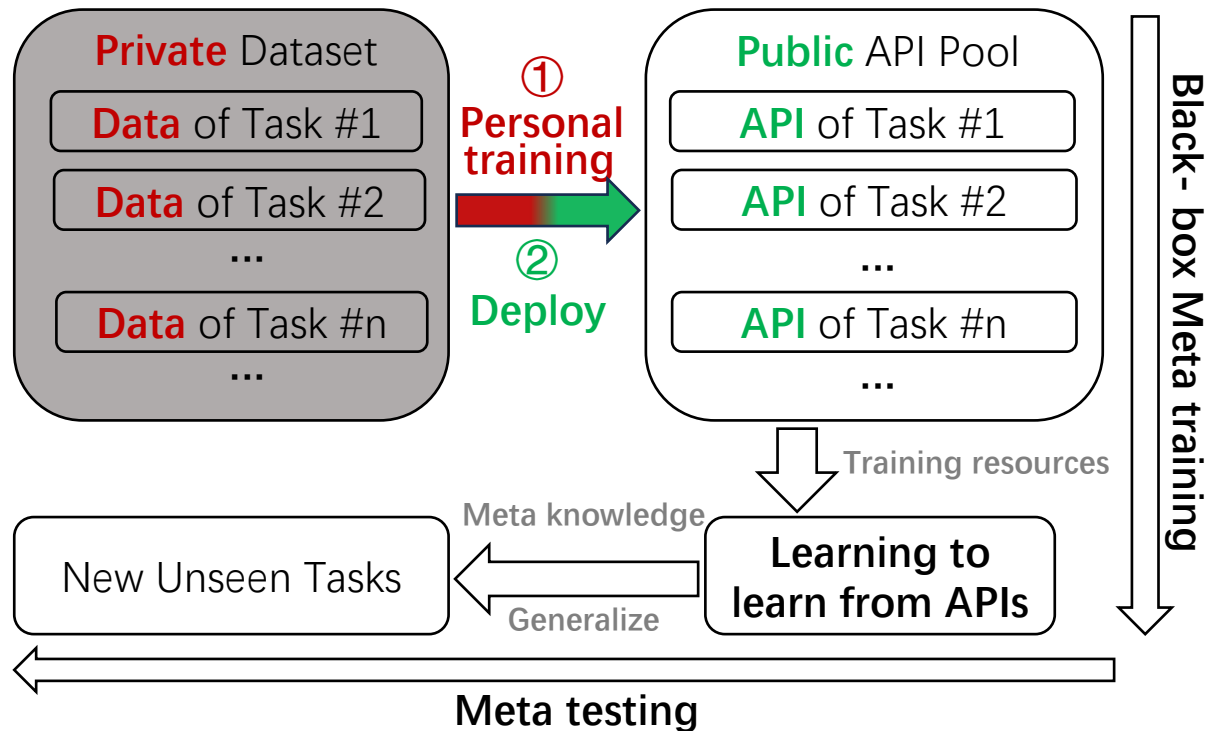 Private Dataset
Data of Task #1
Data of Task #2
...
Data of Task #n
...
①
Personal
training
②
Deploy
Public API Pool
API of Task #1
API of Task #2
...
API of Task #n
...
Black- box Meta training
Training resources
Learning to
learn from APIs
Meta knowledge
Generalize
New Unseen Tasks
Meta testing